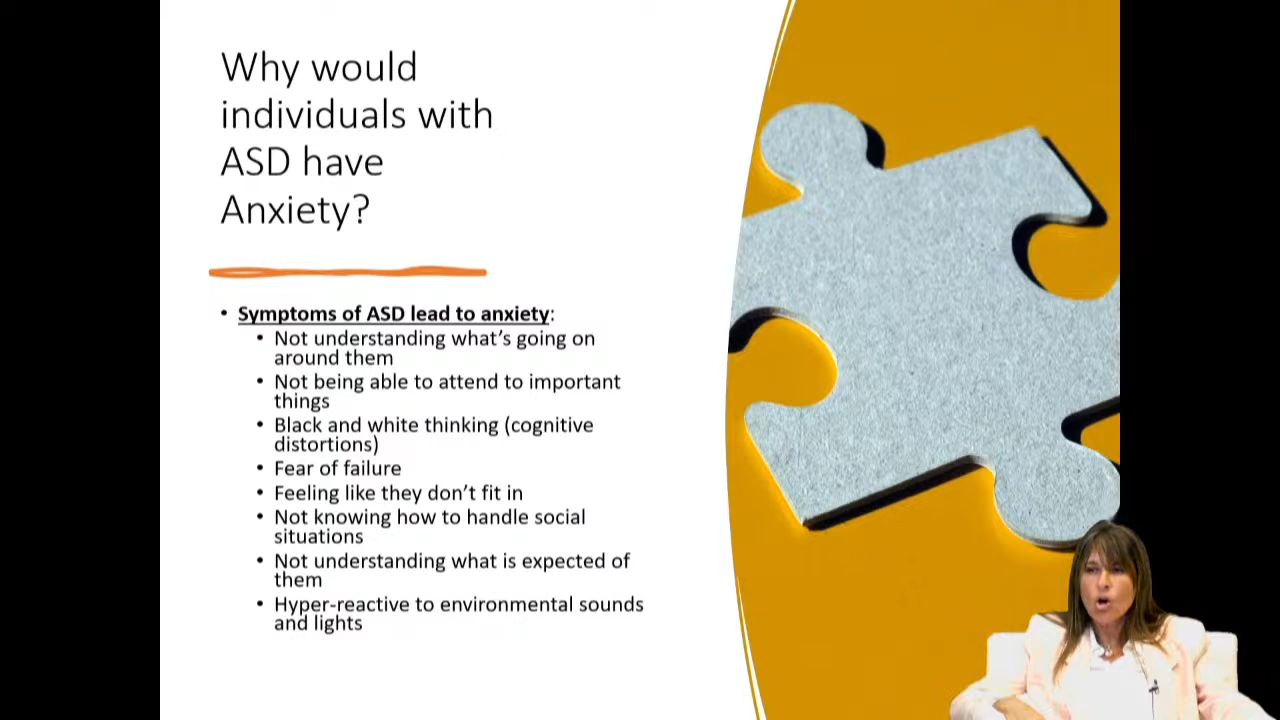 Why would
individuals with
ASD have
Anxiety?
• Symptoms of ASD lead to anxiety:
• Not understanding what's going on
around them
• Not being able to attend to important
things
• Black and white thinking (cognitive
distortions)
• Fear of failure
• Feeling like they don't fit in
• Not knowing how to handle social
situations
• Not understanding what is expected of
them
• Hyper-reactive to environmental sounds
and lights